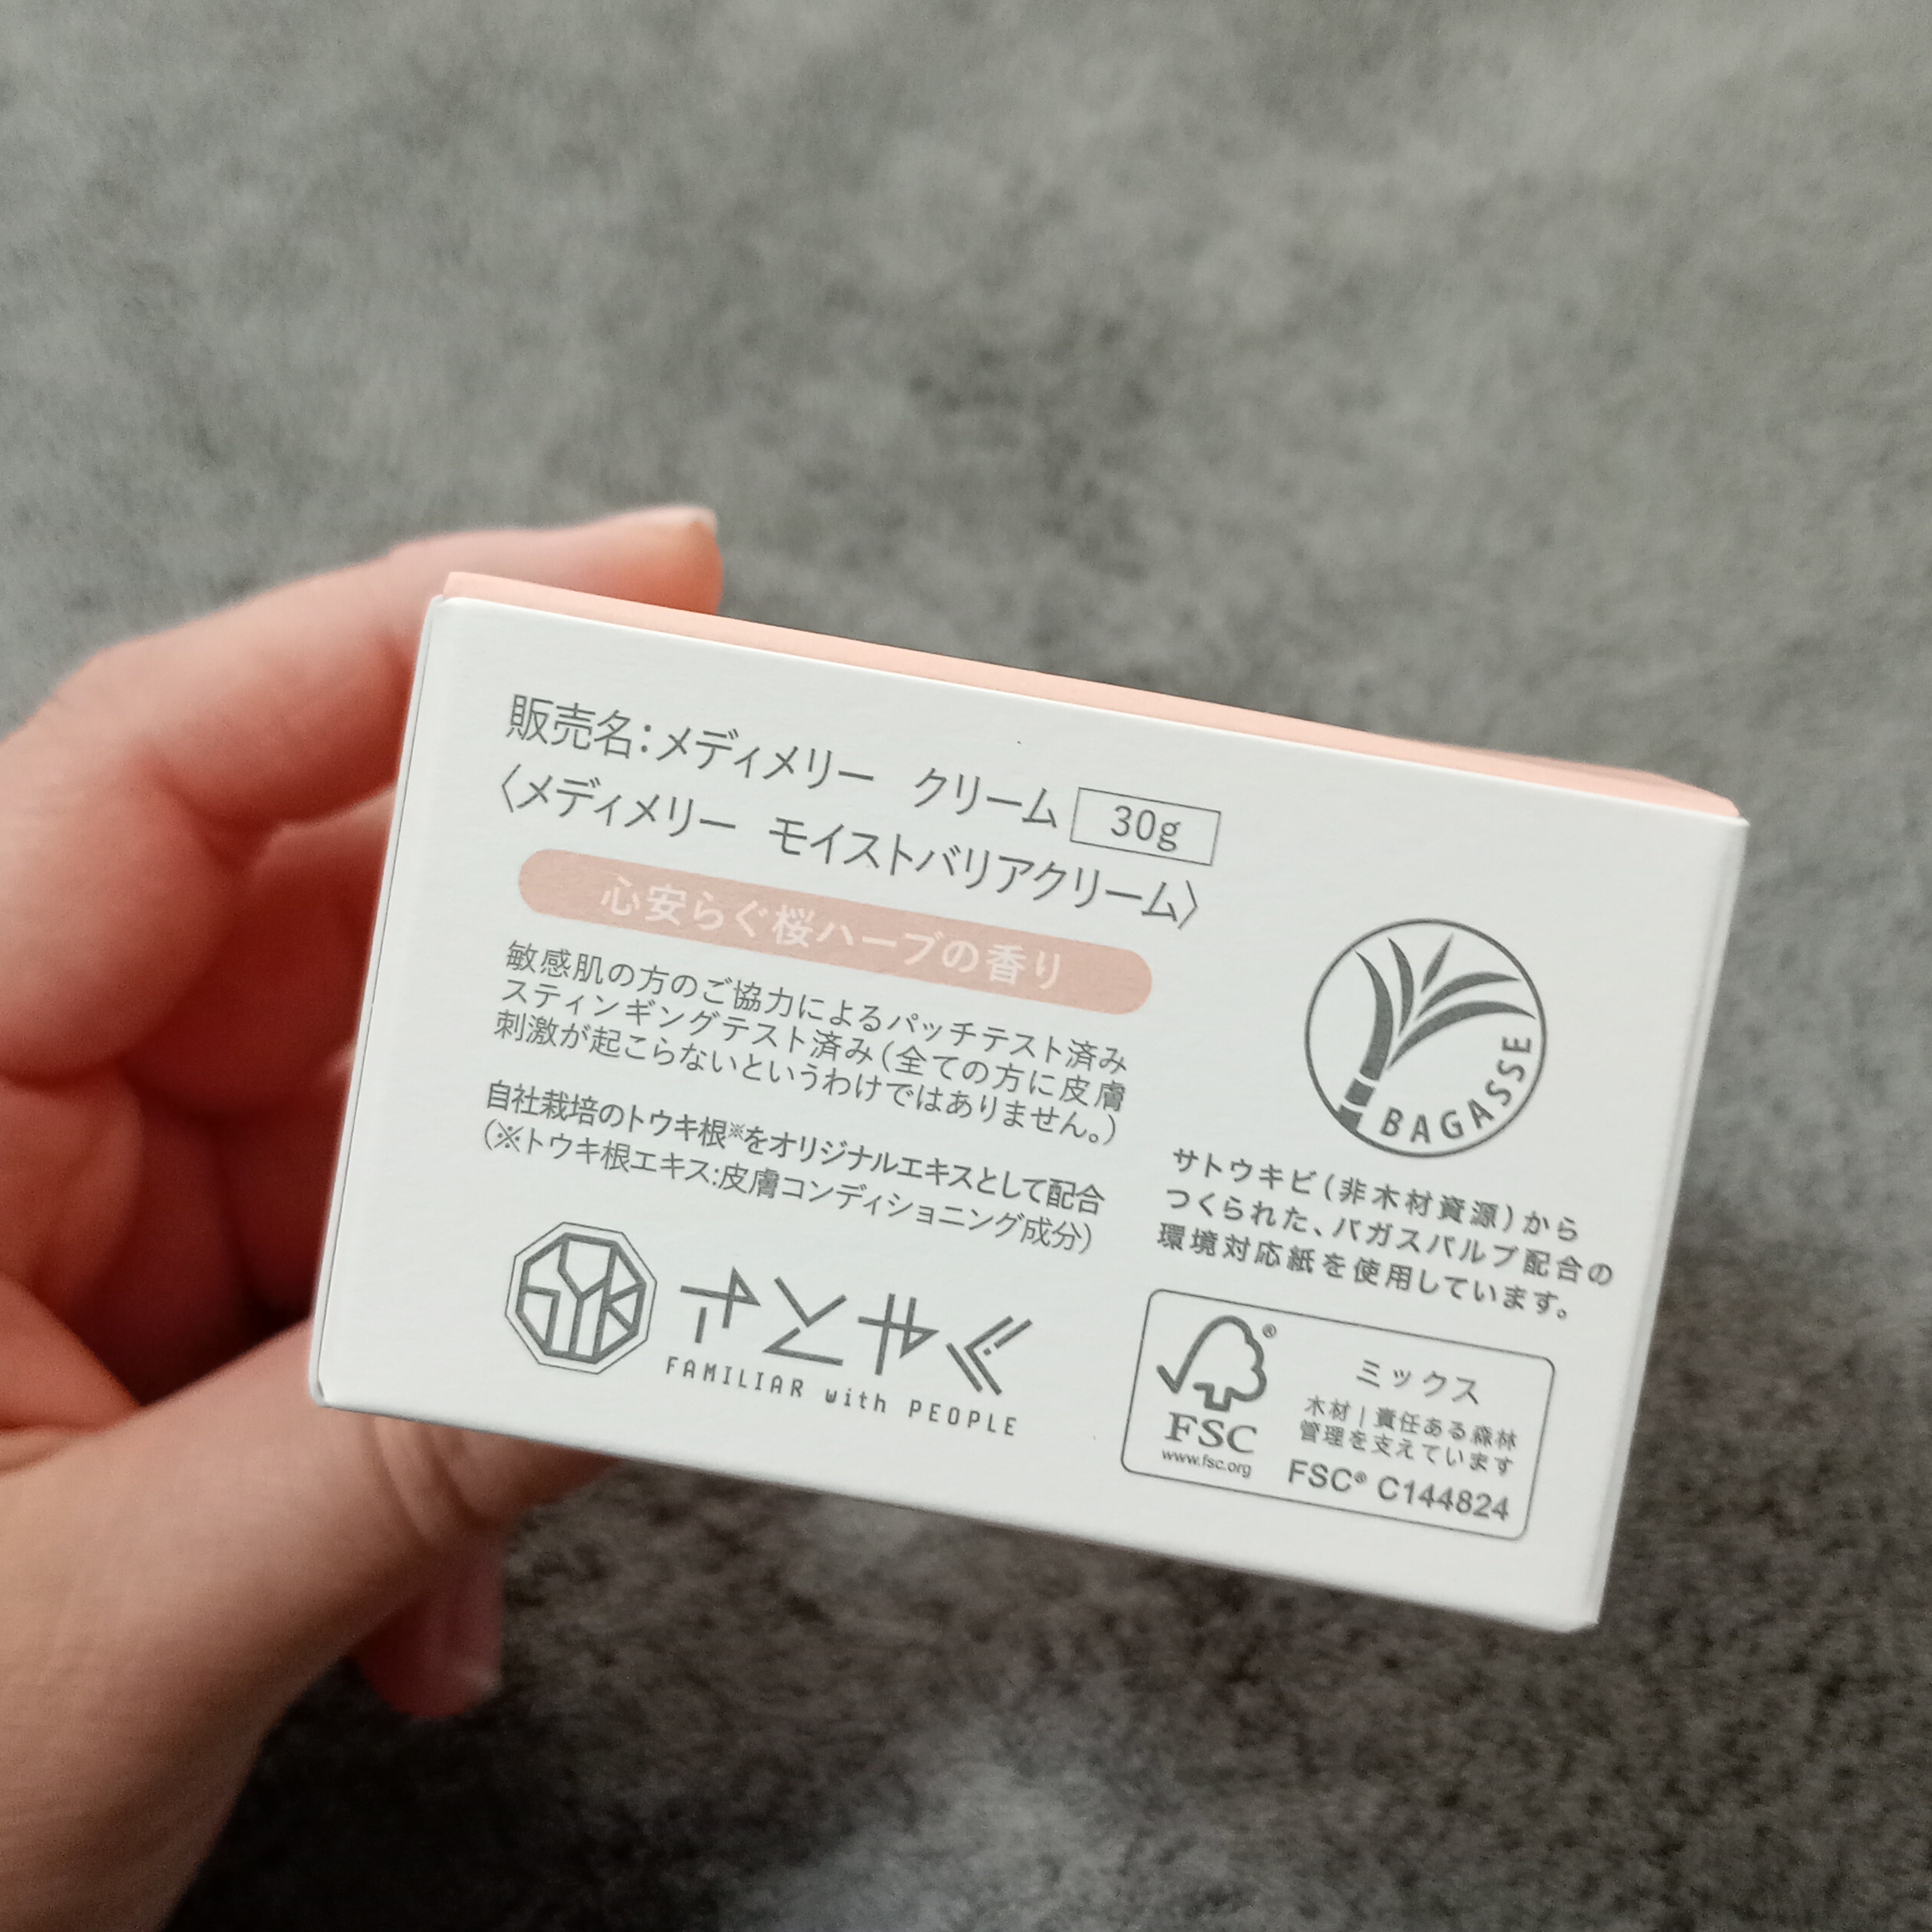 販売名：メディメリー クリーム 30g
〈メディメリー モイストバリアクリーム〉
心安らぐ桜ハーブの香り
敏感肌の方のご協力によるパッチテスト済み
スティンギングテスト済み（全ての方に皮膚
刺激が起こらないというわけではありません。）
自社栽培のトウキ根※をオリジナルエキスとして配合
（※トウキ根エキス：皮膚コンディショニング成分）
FAMILIAR with PEOPLE
BAGASSE
サトウキビ（非木材資源）から
つくられた、バガスパルプ配合の
環境対応紙を使用しています。
FSC®
www.fsc.org
ミックス
木材｜責任ある森林
管理を支えています
FSC® C144824